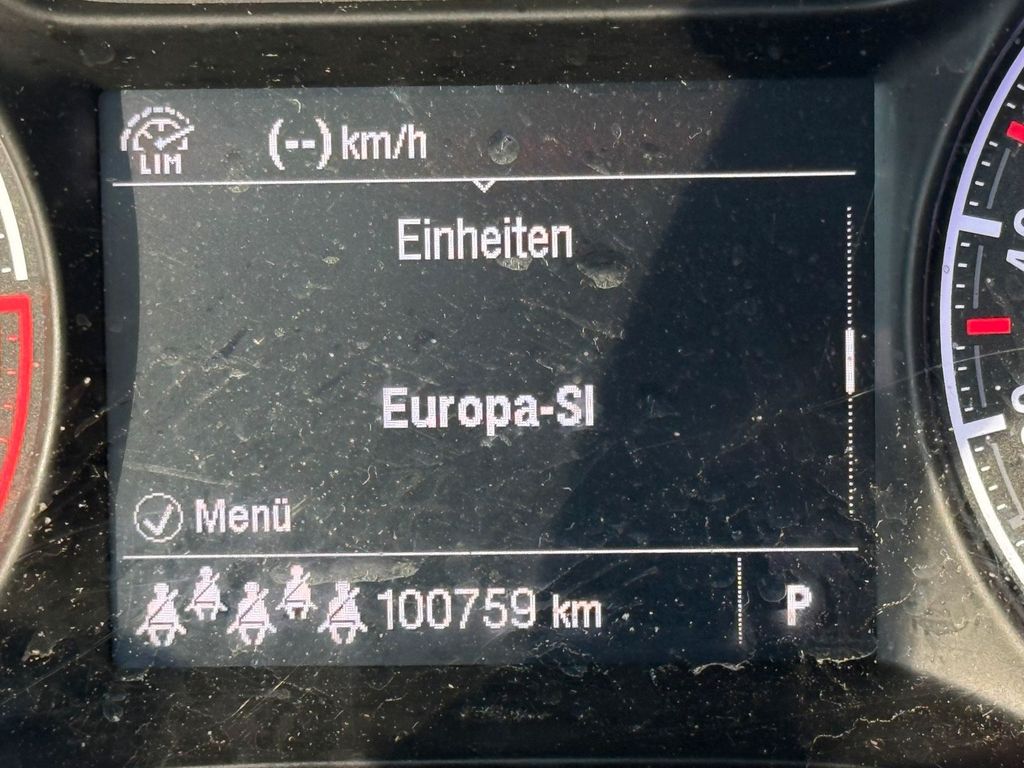 LIM (--) km/h
Einheiten
Europa-SI
Menü
100759 km
P